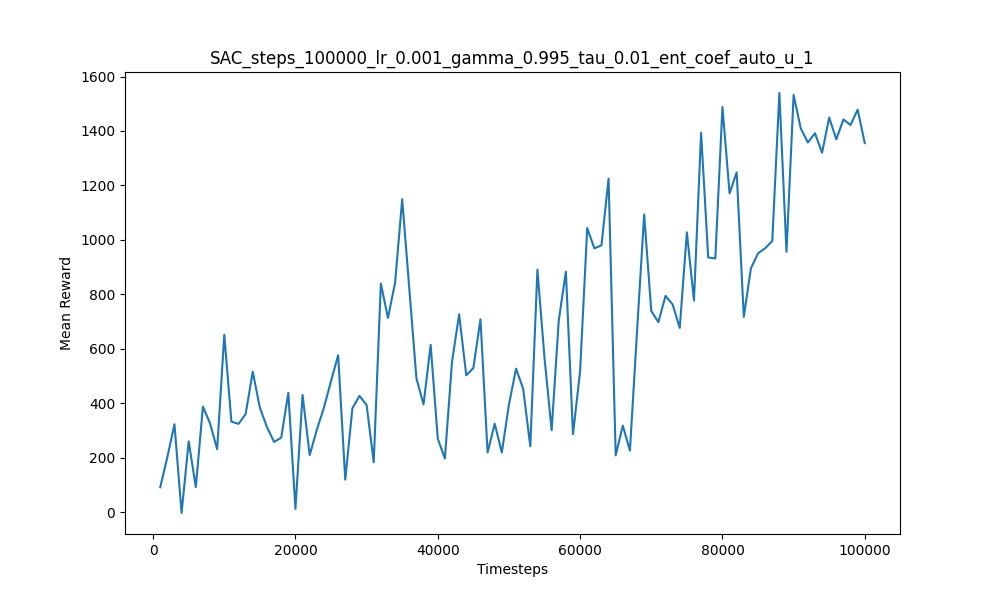 SAC_steps_100000_lr_0.001_gamma_0.995_tau_0.01_ent_coef_auto_u_1
1600
1400
1200
1000
800
600
400
200
0
Mean Reward
0 20000 40000 60000 80000 100000
Timesteps